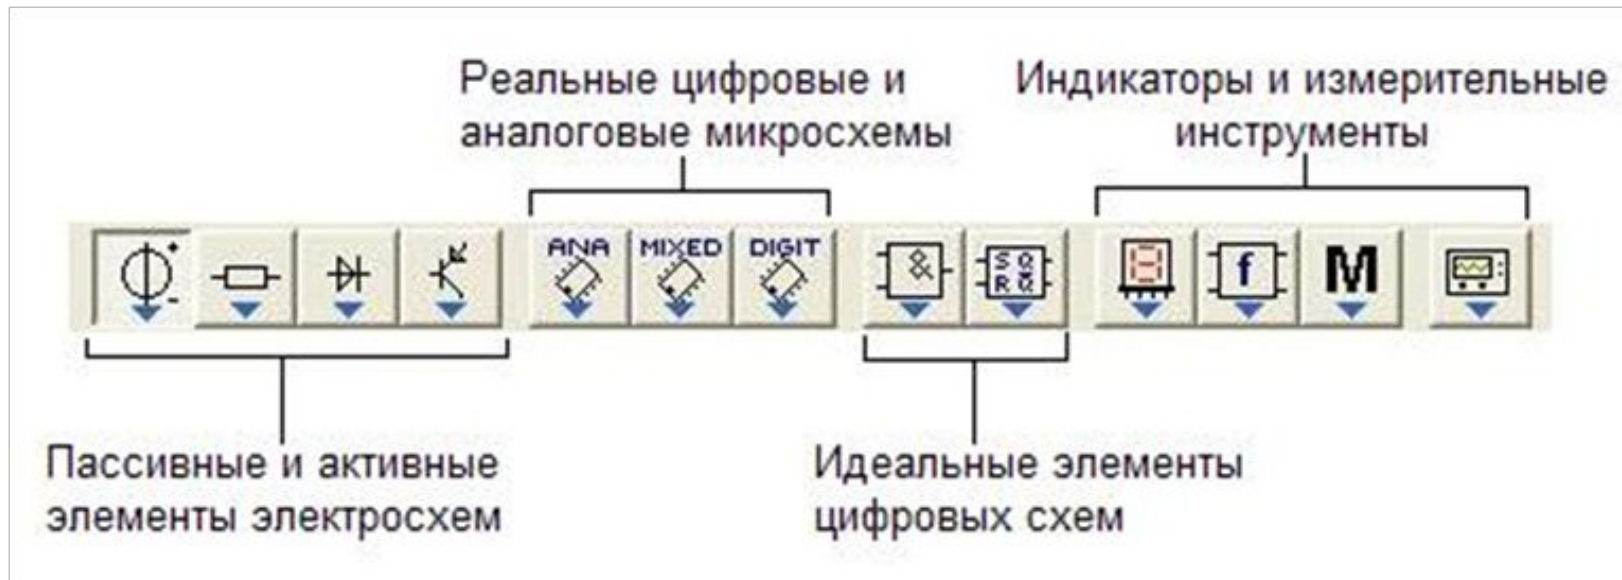 Реальные цифровые и
аналоговые микросхемы
Индикаторы и измерительные
инструменты
ANA
MIXED
DIGIT
&
S Q
R Q
f
M
Пассивные и активные
элементы электросхем
Идеальные элементы
цифровых схем